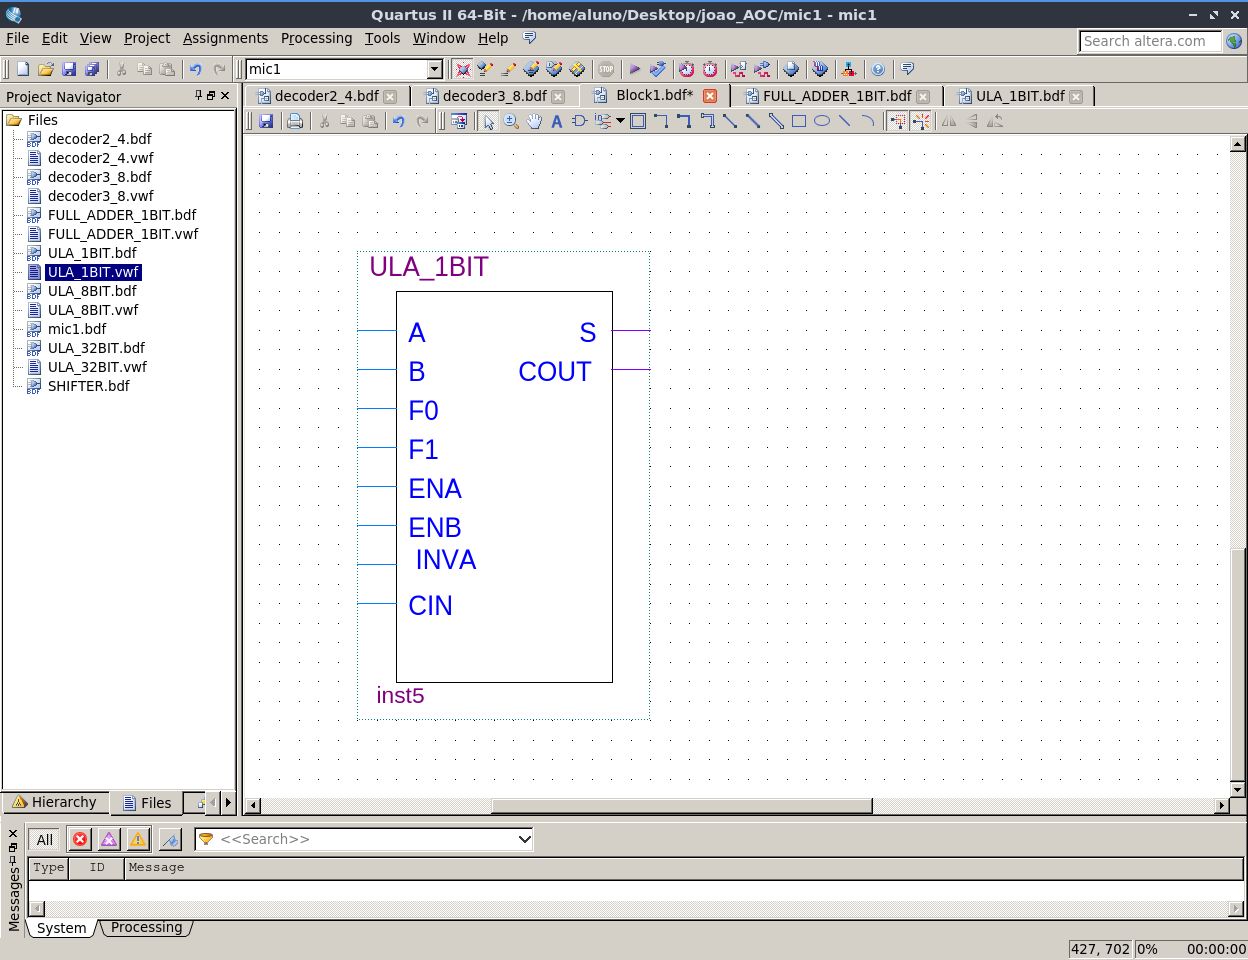 Quartus II 64-Bit - /home/aluno/Desktop/joao_AOC/mic1 - mic1
File Edit View Project Assignments Processing Tools Window Help
Search altera.com
mic1
STOP
Project Navigator
decoder2_4.bdf decoder3_8.bdf Block1.bdf* FULL_ADDER_1BIT.bdf ULA_1BIT.bdf
Files
decoder2_4.bdf
decoder2_4.vwf
decoder3_8.bdf
decoder3_8.vwf
FULL_ADDER_1BIT.bdf
FULL_ADDER_1BIT.vwf
ULA_1BIT.bdf
ULA_1BIT.vwf
ULA_8BIT.bdf
ULA_8BIT.vwf
mic1.bdf
ULA_32BIT.bdf
ULA_32BIT.vwf
SHIFTER.bdf
Hierarchy Files
ULA_1BIT
A S
B COUT
F0
F1
ENA
ENB
INVA
CIN
inst5
All <<Search>>
Type ID Message
Messages
System Processing
427, 702 0% 00:00:00